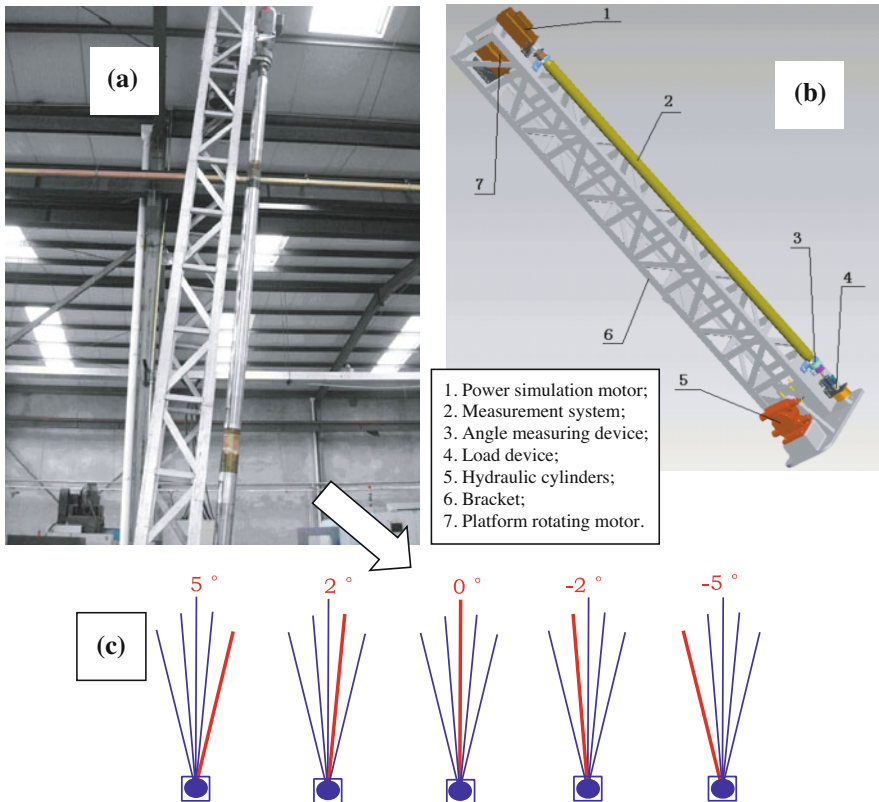 (a)
(b)
1
2
3
4
5
6
7
1. Power simulation motor;
2. Measurement system;
3. Angle measuring device;
4. Load device;
5. Hydraulic cylinders;
6. Bracket;
7. Platform rotating motor.
(c)
5 °
2 °
0 °
-2 °
-5 °